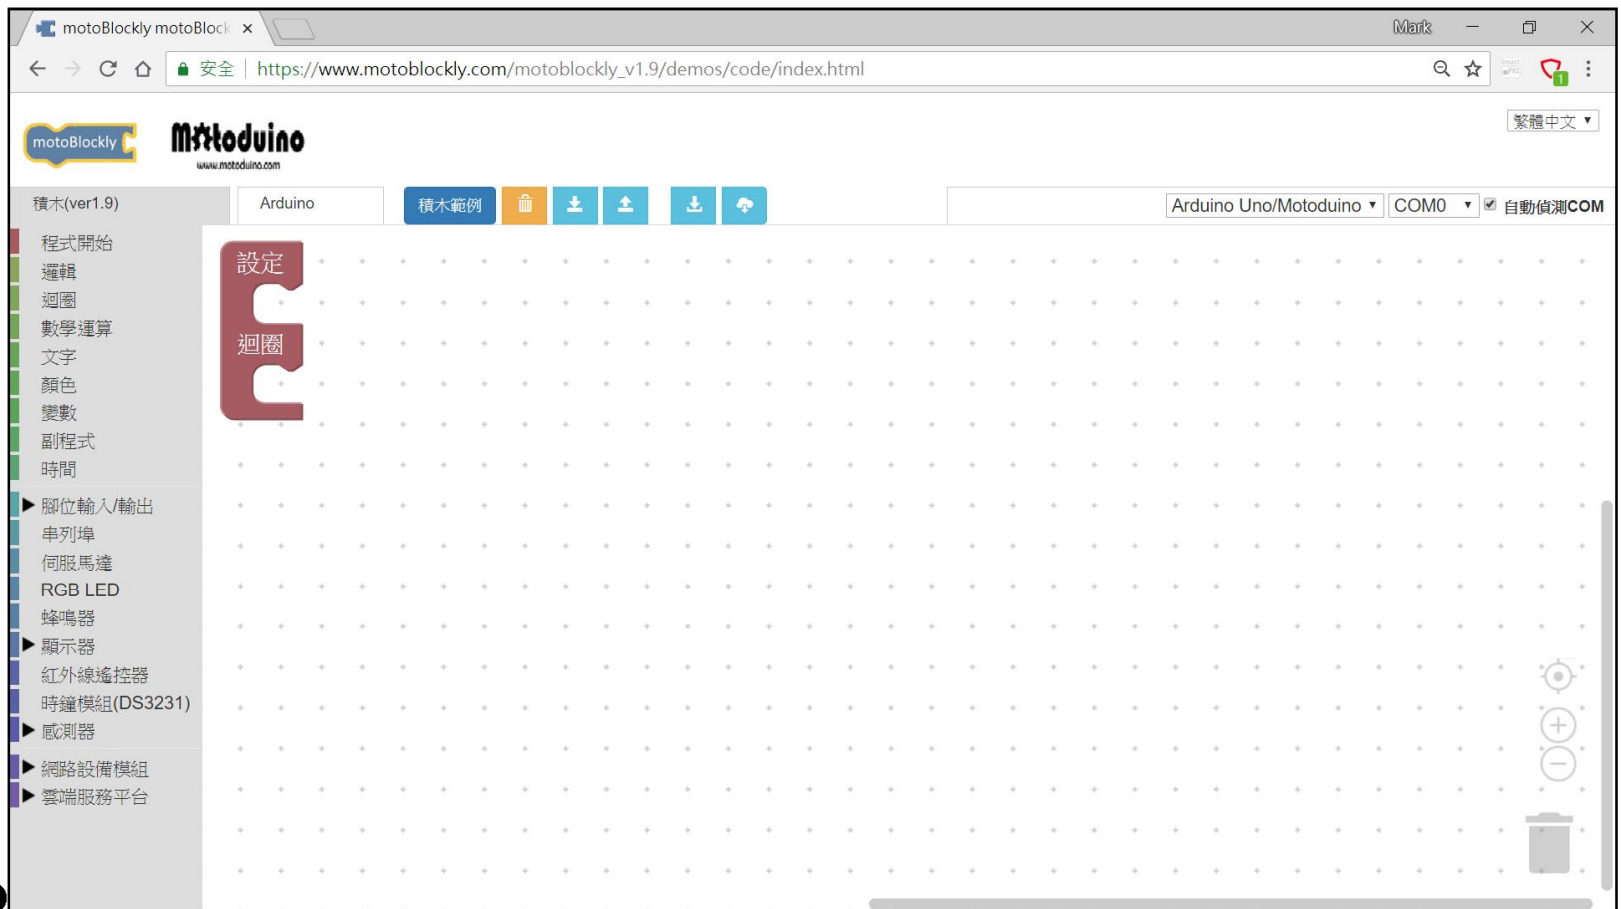 motoBlockly motoBlock
Mark
安全 https://www.motoblockly.com/motoblockly_v1.9/demos/code/index.html
1
motoBlockly
Motoduino
www.motoduino.com
繁體中文
積木(ver1.9)
Arduino
積木範例
Arduino Uno/Motoduino
COM0
自動偵測COM
程式開始
邏輯
迴圈
數學運算
文字
顏色
變數
副程式
時間
腳位輸入/輸出
串列埠
伺服馬達
RGB LED
蜂鳴器
顯示器
紅外線遙控器
時鐘模組(DS3231)
感測器
網路設備模組
雲端服務平台
設定
迴圈